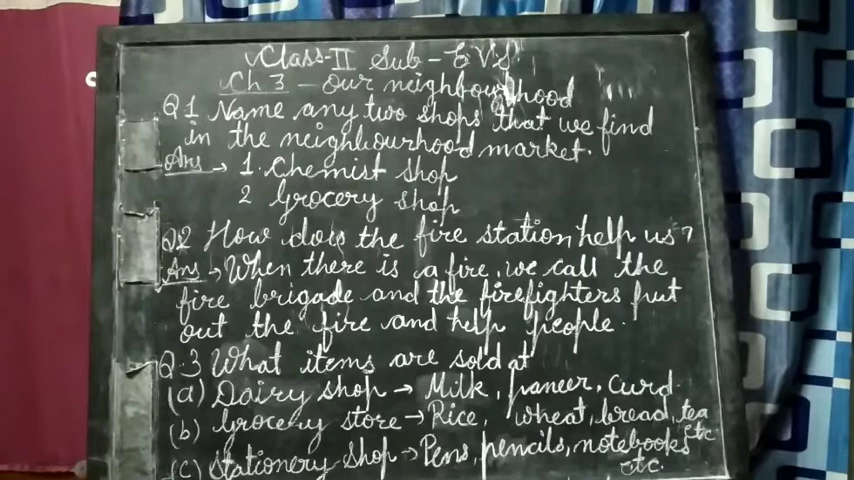 Class-II Sub - EVS
Ch 3 - Our neighbourhood
Q 1 Name any two shops that we find
in the neighbourhood market.
Ans → 1. Chemist shop
2 Grocery shop
Q2 How does the fire station help us?
Ans → When there is a fire, we call the
fire brigade and the firefighters put
out the fire and help people.
Q.3 What items are sold at
(a) Dairy shop → Milk, paneer, curd.
(b) Grocery store → Rice, wheat, bread, tea etc
(c) Stationery shop → Pens, pencils, notebooks etc.